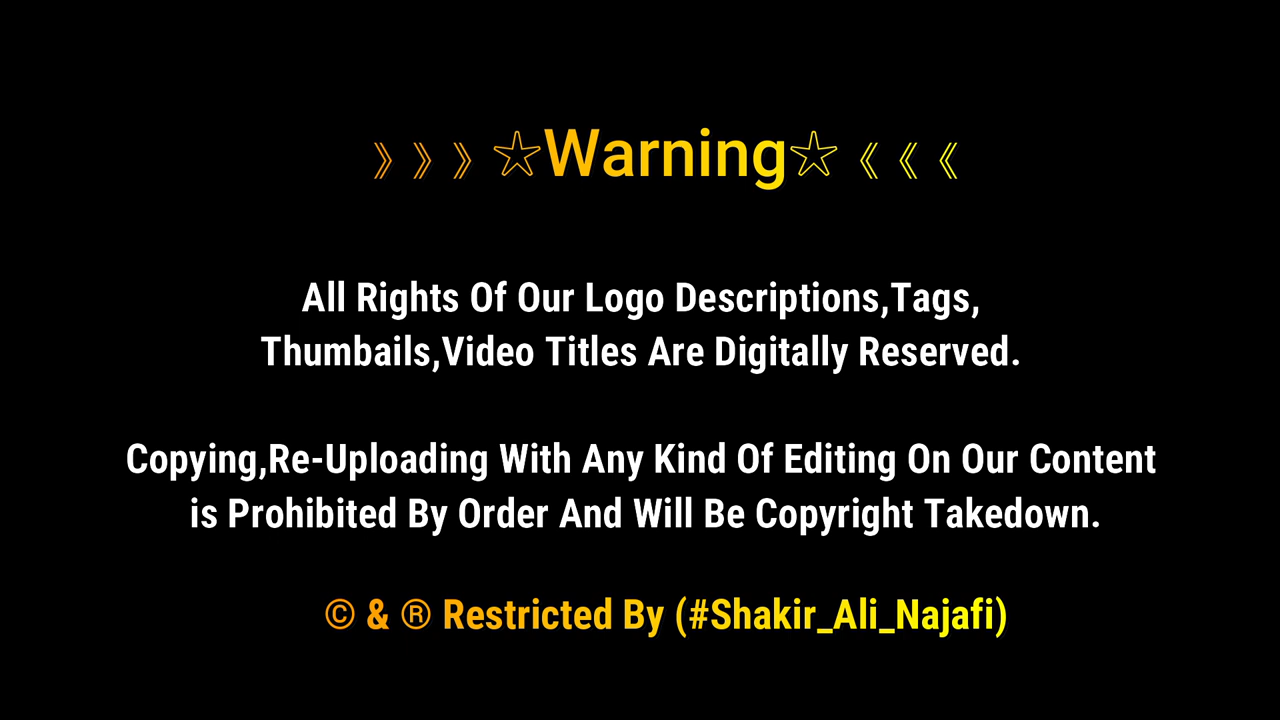 》》》☆Warning☆《《《
All Rights Of Our Logo Descriptions,Tags,
Thumbails,Video Titles Are Digitally Reserved.
Copying,Re-Uploading With Any Kind Of Editing On Our Content
is Prohibited By Order And Will Be Copyright Takedown.
© & ® Restricted By (#Shakir_Ali_Najafi)